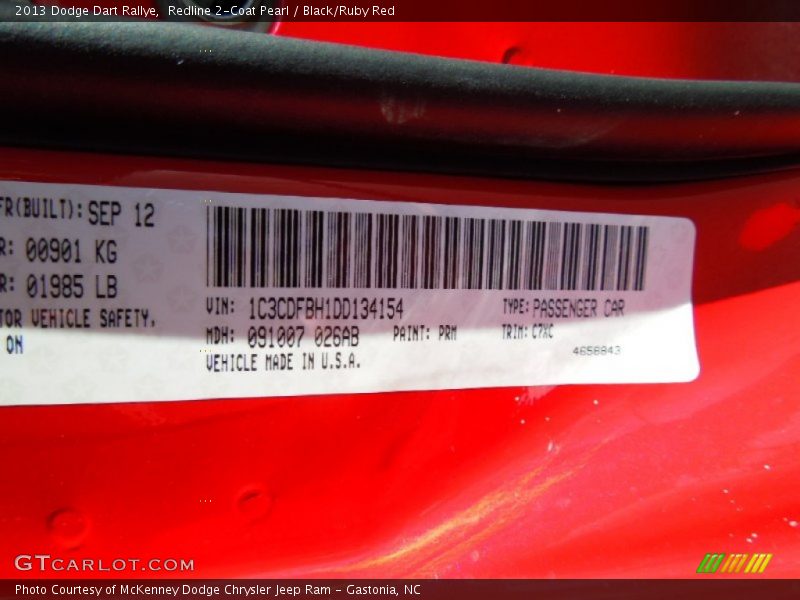 2013 Dodge Dart Rallye, Redline 2-Coat Pearl / Black/Ruby Red
FR(BUILT): SEP 12
R: 00901 KG
R: 01985 LB
TOR VEHICLE SAFETY.
ON
VIN: 1C3CDFBH1DD134154 TYPE: PASSENGER CAR
MDH: 091007 026AB PAINT: PRM TRIM: C7XC
VEHICLE MADE IN U.S.A. 4658843
GTCARLOT.COM
Photo Courtesy of McKenney Dodge Chrysler Jeep Ram - Gastonia, NC